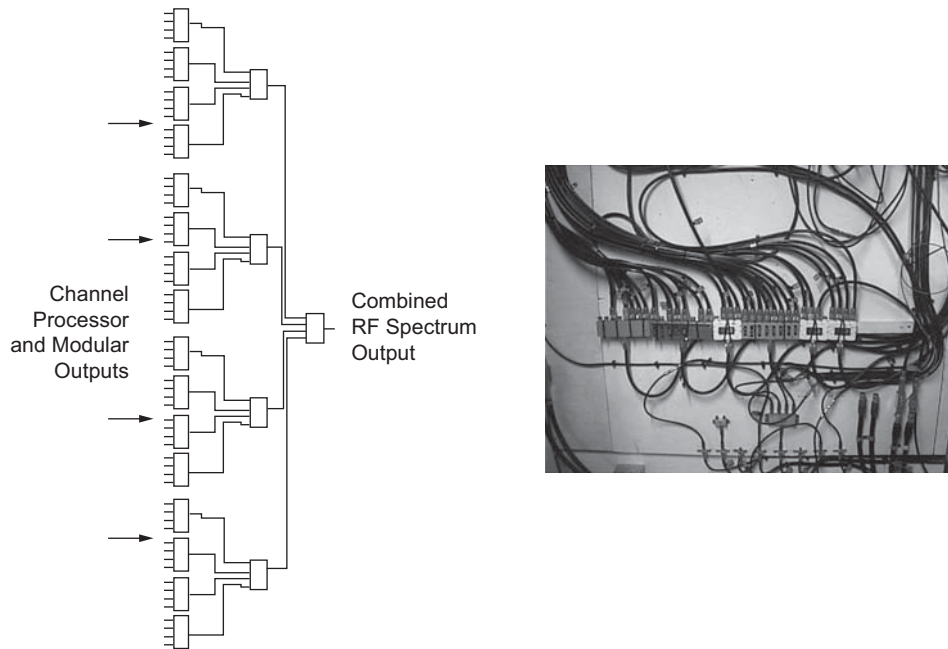 Channel
Processor
and Modular
Outputs
Combined
RF Spectrum
Output